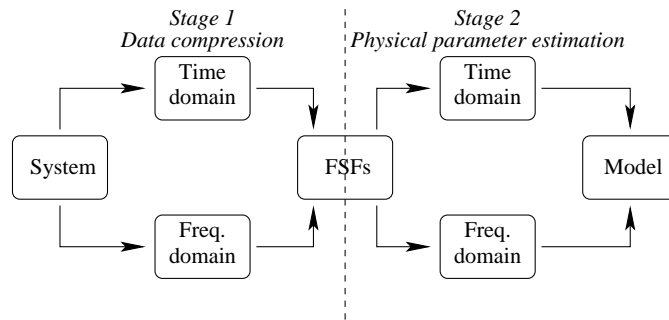 Stage 1
Data compression
Stage 2
Physical parameter estimation
Time
domain
Time
domain
System
FSFs
Model
Freq.
domain
Freq.
domain